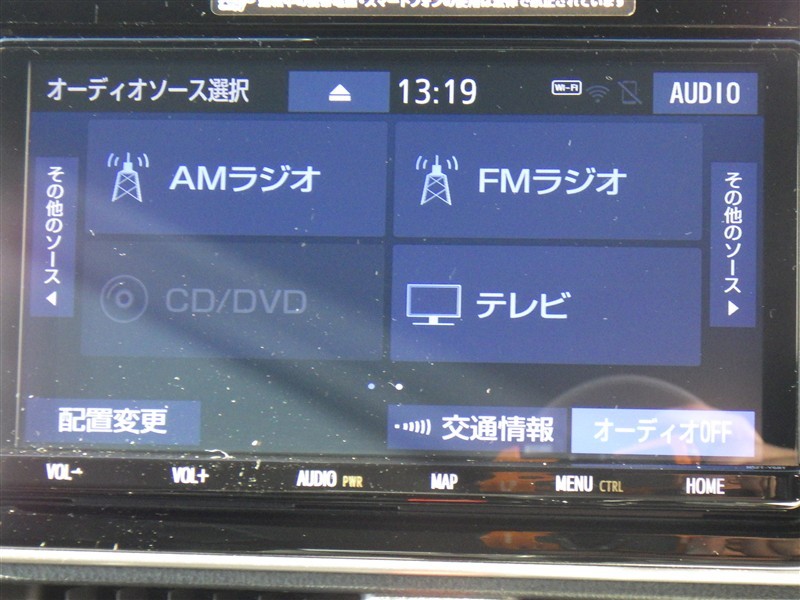 オーディオソース選択
13:19
Wi-Fi
AUDIO
AMラジオ
FMラジオ
その他のソース
その他のソース
CD/DVD
テレビ
配置変更
交通情報
オーディオOFF
VOL-
VOL+
AUDIO PWR
MAP
MENU CTRL
HOME